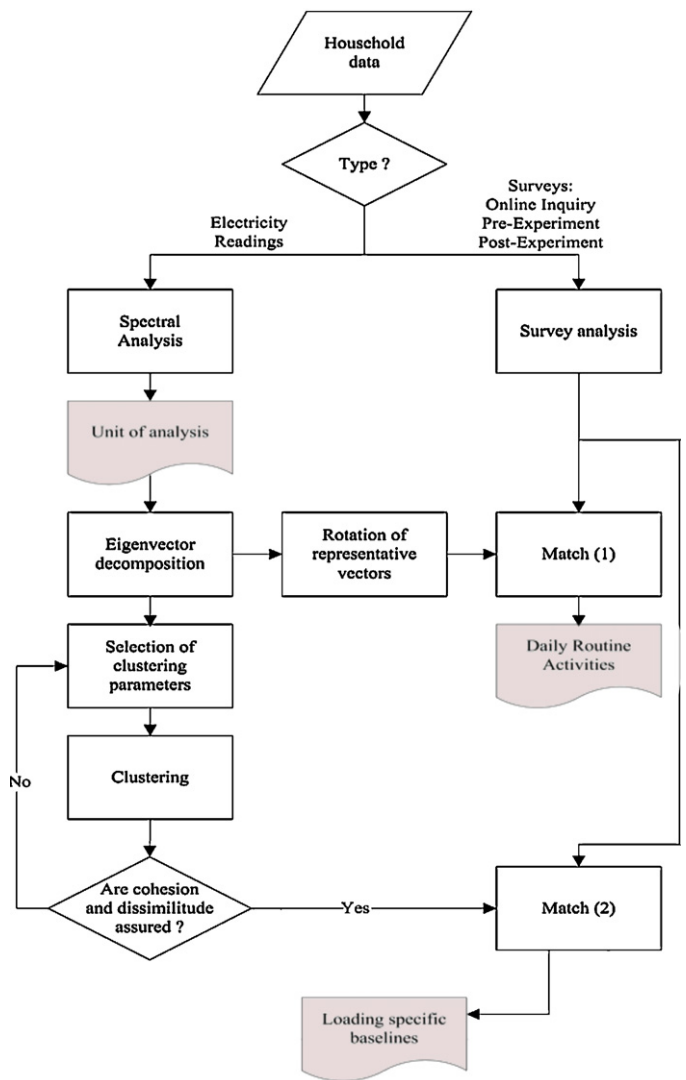 Household
data
Type ?
Electricity
Readings
Surveys:
Online Inquiry
Pre-Experiment
Post-Experiment
Spectral
Analysis
Survey analysis
Unit of analysis
Eigenvector
decomposition
Rotation of
representative
vectors
Match (1)
Selection of
clustering
parameters
Daily Routine
Activities
Clustering
No
Are cohesion
and dissimilitude
assured ?
Yes
Match (2)
Loading specific
baselines